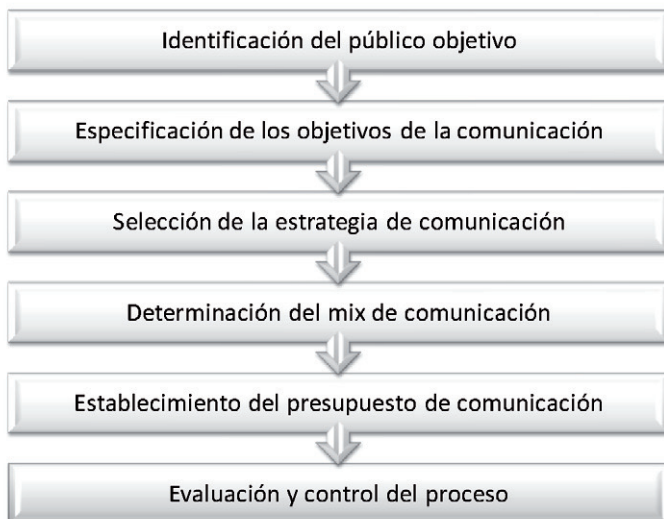 Identificación del público objetivo
Especificación de los objetivos de la comunicación
Selección de la estrategia de comunicación
Determinación del mix de comunicación
Establecimiento del presupuesto de comunicación
Evaluación y control del proceso